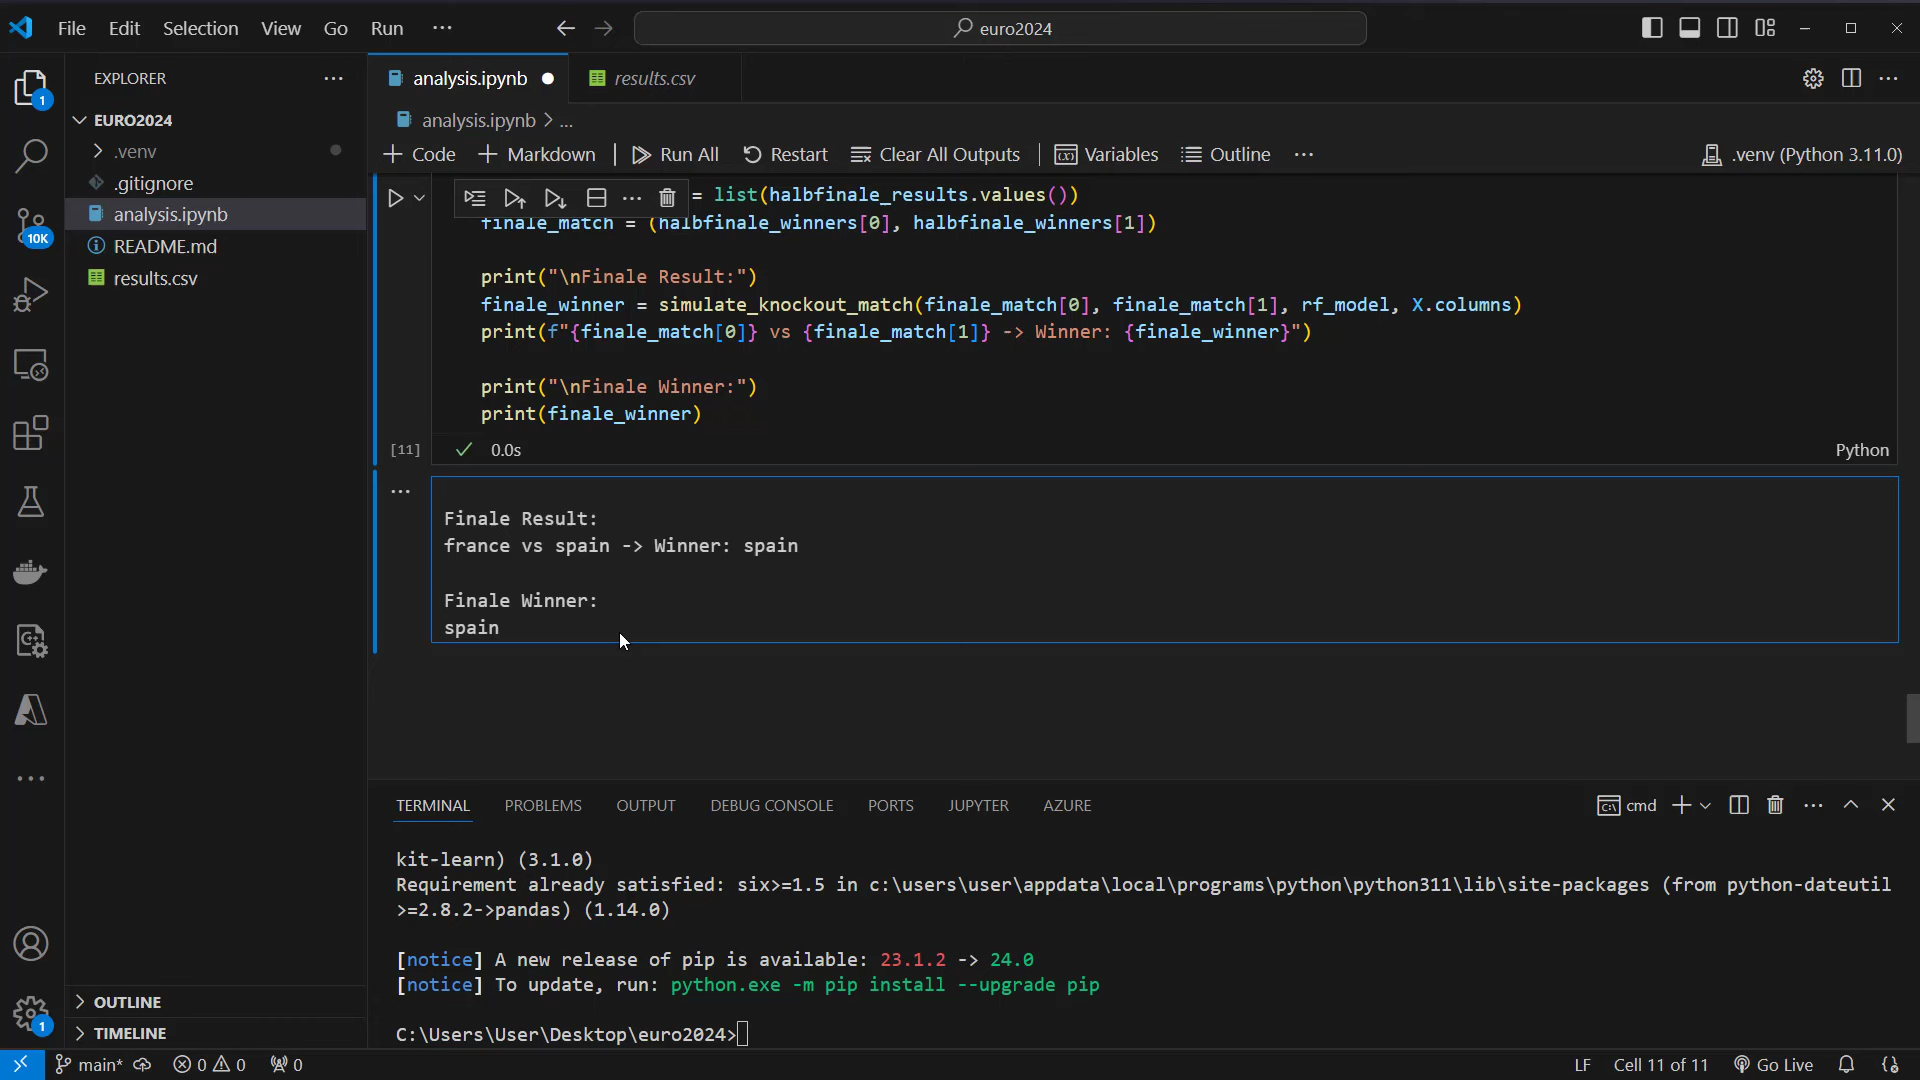 File Edit Selection View Go Run ...
euro2024
EXPLORER ...
EURO2024
.venv
.gitignore
analysis.ipynb
README.md
results.csv
OUTLINE
TIMELINE
1
10K
1
analysis.ipynb
results.csv
analysis.ipynb > ...
+ Code + Markdown Run All Restart Clear All Outputs Variables Outline ... .venv (Python 3.11.0)
= list(halbfinale_results.values())
finale_match = (halbfinale_winners[0], halbfinale_winners[1])
print("\nFinale Result:")
finale_winner = simulate_knockout_match(finale_match[0], finale_match[1], rf_model, X.columns)
print(f"{finale_match[0]} vs {finale_match[1]} -> Winner: {finale_winner}")
print("\nFinale Winner:")
print(finale_winner)
[11] 0.0s Python
Finale Result:
france vs spain -> Winner: spain
Finale Winner:
spain
TERMINAL PROBLEMS OUTPUT DEBUG CONSOLE PORTS JUPYTER AZURE cmd
kit-learn) (3.1.0)
Requirement already satisfied: six>=1.5 in c:\users\user\appdata\local\programs\python\python311\lib\site-packages (from python-dateutil
>=2.8.2->pandas) (1.14.0)
[notice] A new release of pip is available: 23.1.2 -> 24.0
[notice] To update, run: python.exe -m pip install --upgrade pip
C:\Users\User\Desktop\euro2024>
main* 0 0 0 LF Cell 11 of 11 Go Live